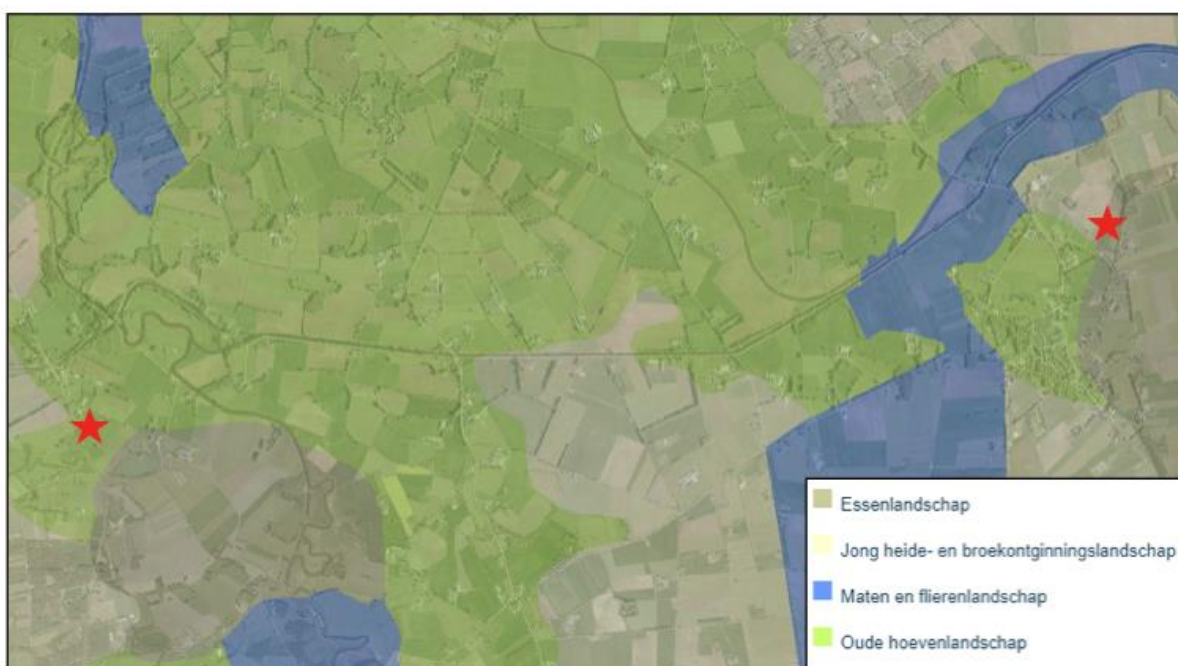 Essenlandschap
Jong heide- en broekontginningslandschap
Maten en flierenlandschap
Oude hoevenlandschap